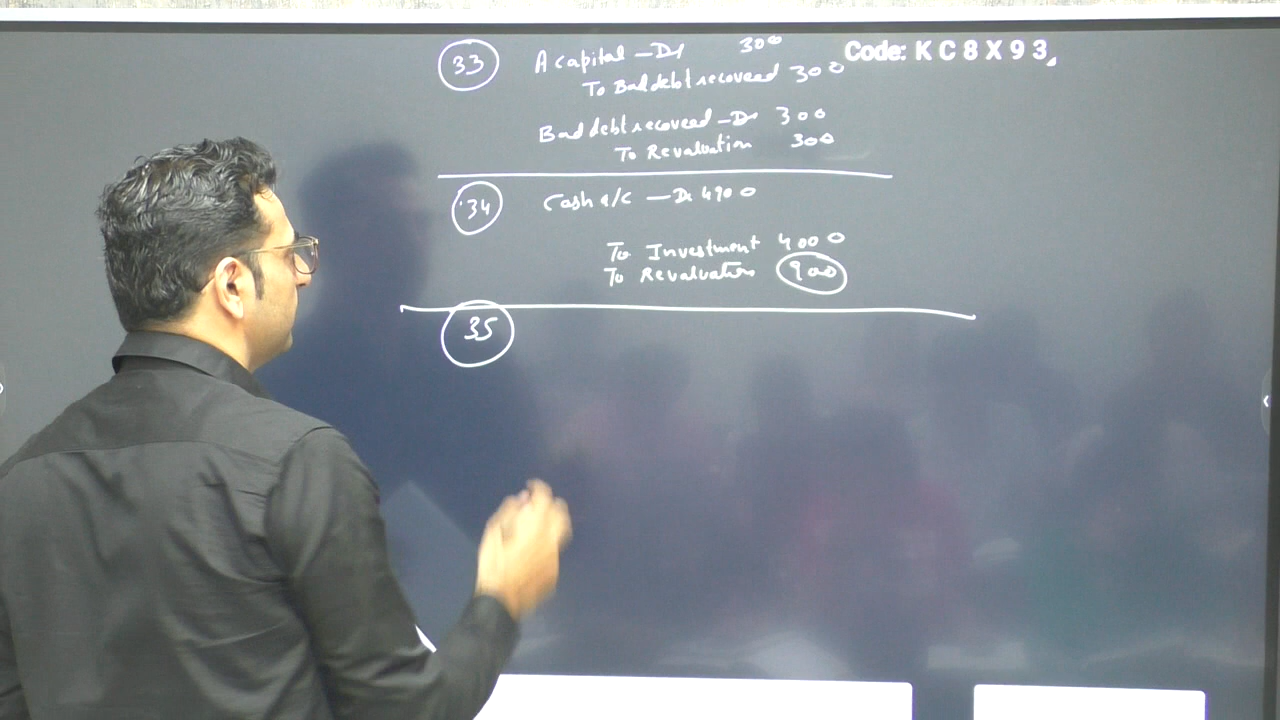 33 A capital – Dr 300
Code: K C 8 X 9 3
To Bad debt recovered 300
Bad debt recovered – Dr 300
To Revaluation 300
34 Cash a/c – Dr 4900
To Investment 4000
To Revaluation 900
35